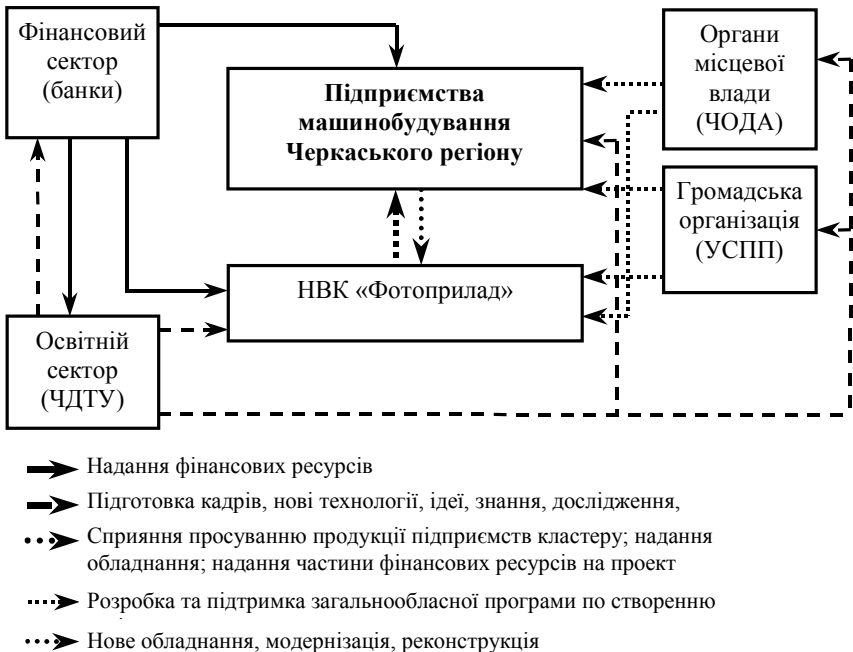 Фінансовий
сектор
(банки)
Підприємства
машинобудування
Черкаського регіону
Органи
місцевої
влади
(ЧОДА)
Громадська
організація
(УСПП)
НВК «Фотоприлад»
Освітній
сектор
(ЧДТУ)
Надання фінансових ресурсів
Підготовка кадрів, нові технології, ідеї, знання, дослідження,
Сприяння просуванню продукції підприємств кластеру; надання
обладнання; надання частини фінансових ресурсів на проект
Розробка та підтримка загальнообласної програми по створенню
Нове обладнання, модернізація, реконструкція